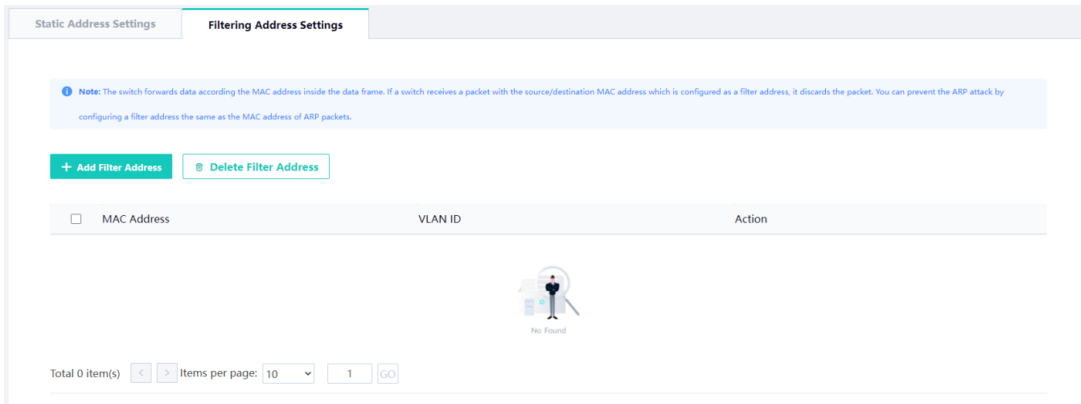 Static Address Settings Filtering Address Settings
Note: The switch forwards data according the MAC address inside the data frame. If a switch receives a packet with the source/destination MAC address which is configured as a filter address, it discards the packet. You can prevent the ARP attack by
configuring a filter address the same as the MAC address of ARP packets.
+ Add Filter Address Delete Filter Address
MAC Address VLAN ID Action
No Found
Total 0 item(s) < > Items per page: 10 1 GO